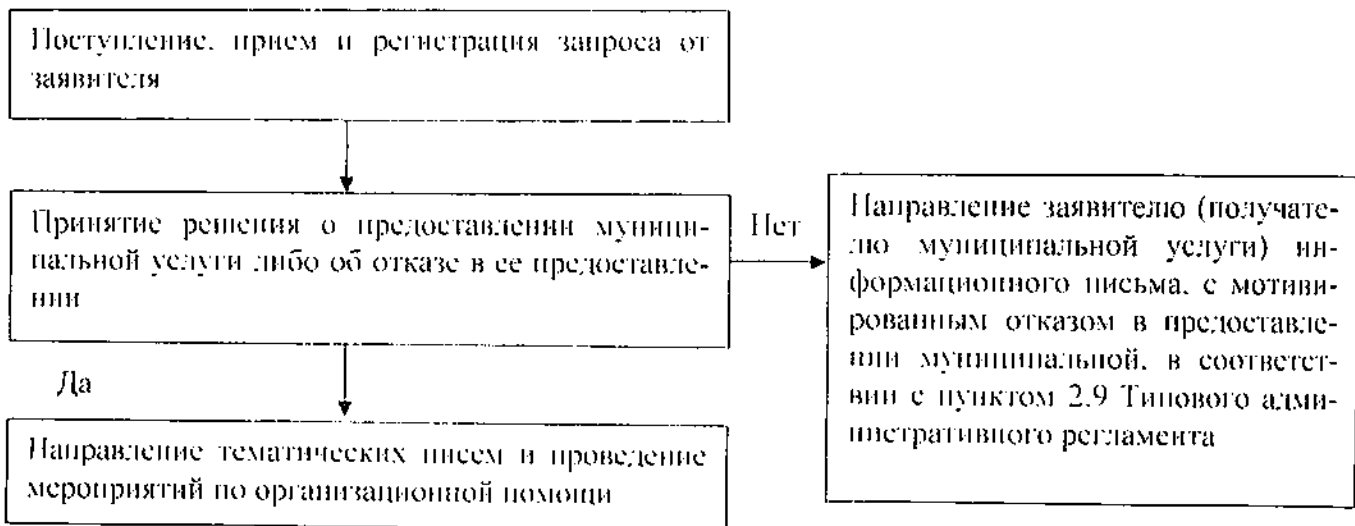 Поступление, прием и регистрация запроса от
заявителя
Принятие решения о предоставлении муници-
пальной услуги либо об отказе в ее предоставле-
нии
Нет
Направление заявителю (получате-
лю муниципальной услуги) ин-
формационного письма, с мотиви-
рованным отказом в предоставле-
нии муниципальной, в соответст-
вии с пунктом 2.9 Типового адми-
нистративного регламента
Да
Направление тематических писем и проведение
мероприятий по организационной помощи